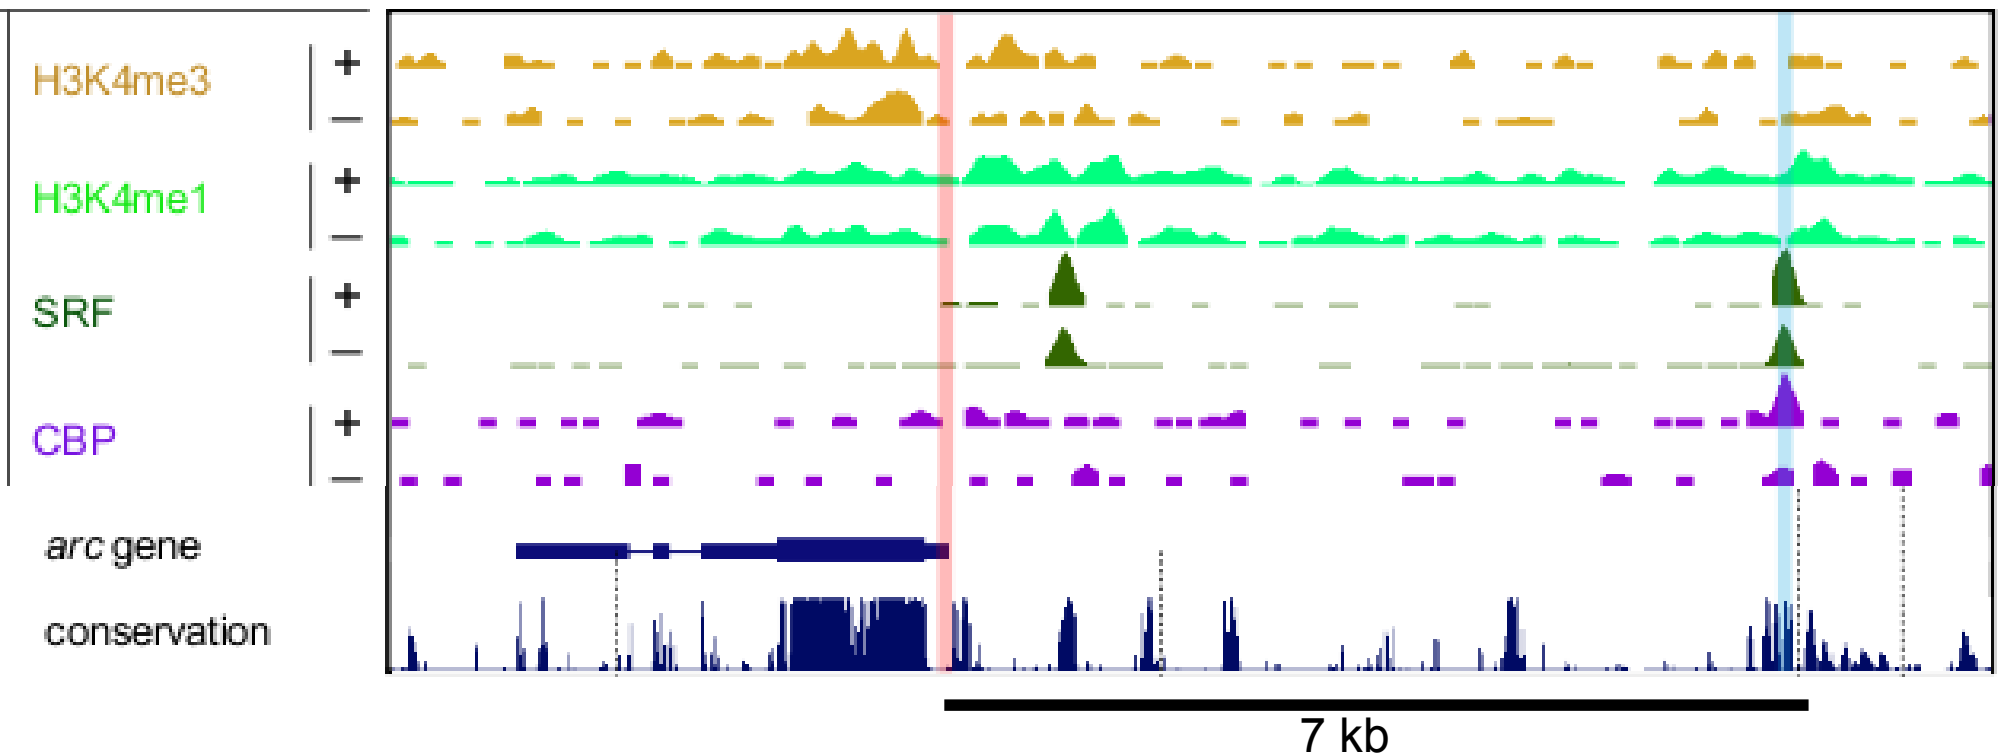 H3K4me3 + −
H3K4me1 + −
SRF + −
CBP + −
arc gene
conservation
7 kb